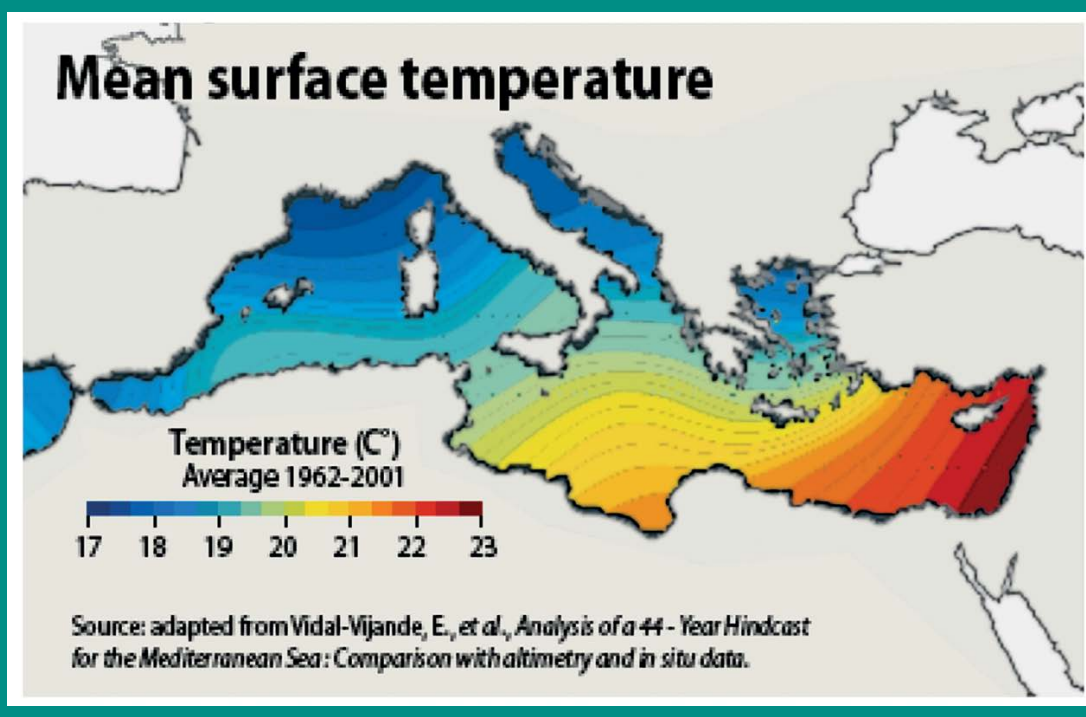 Mean surface temperature
Temperature (C°)
Average 1962-2001
17 18 19 20 21 22 23
Source: adapted from Vidal-Vijande, E., et al., Analysis of a 44 - Year Hindcast
for the Mediterranean Sea: Comparison with altimetry and in situ data.